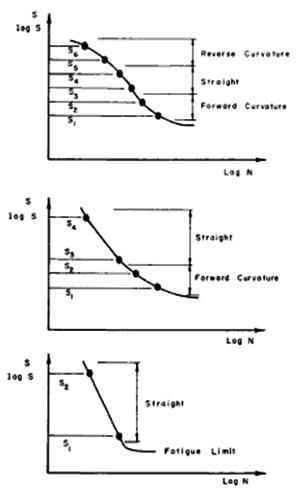 S
log S
S₆
S₅
S₄
S₃
S₂
S₁
Reverse Curvature
Straight
Forward Curvature
Log N
S
log S
S₄
S₃
S₂
S₁
Straight
Forward Curvature
Log N
S
log S
S₂
S₁
Straight
Fatigue Limit
Log N